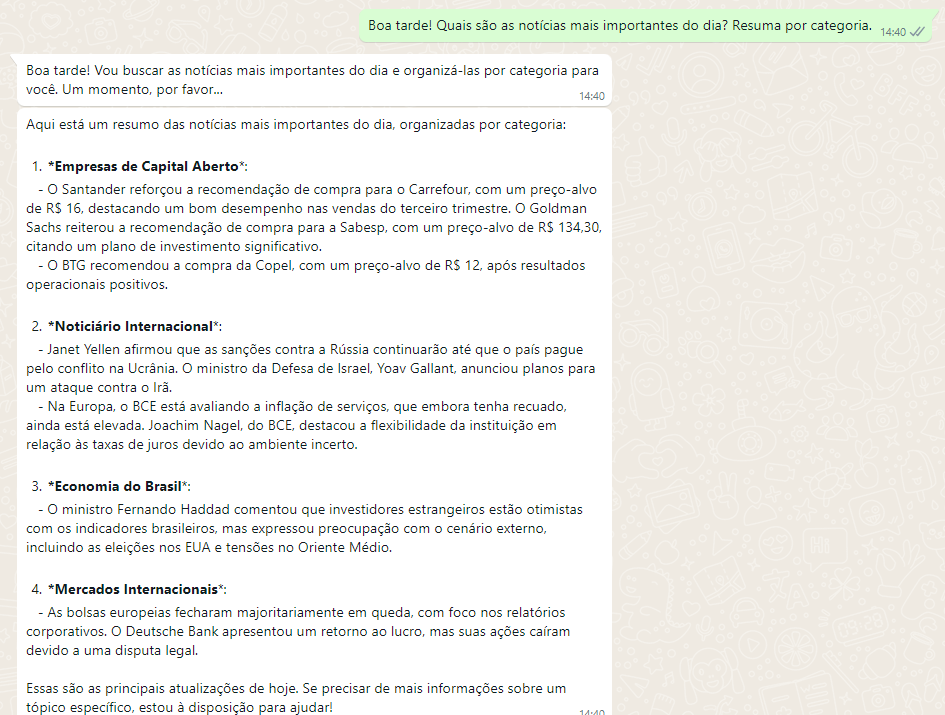 Boa tarde! Quais são as notícias mais importantes do dia? Resuma por categoria.
14:40
Boa tarde! Vou buscar as notícias mais importantes do dia e organizá-las por categoria para
você. Um momento, por favor...
14:40
Aqui está um resumo das notícias mais importantes do dia, organizadas por categoria:
1. *Empresas de Capital Aberto*:
- O Santander reforçou a recomendação de compra para o Carrefour, com um preço-alvo
de R$ 16, destacando um bom desempenho nas vendas do terceiro trimestre. O Goldman
Sachs reiterou a recomendação de compra para a Sabesp, com um preço-alvo de R$ 134,30,
citando um plano de investimento significativo.
- O BTG recomendou a compra da Copel, com um preço-alvo de R$ 12, após resultados
operacionais positivos.
2. *Noticiário Internacional*:
- Janet Yellen afirmou que as sanções contra a Rússia continuarão até que o país pague
pelo conflito na Ucrânia. O ministro da Defesa de Israel, Yoav Gallant, anunciou planos para
um ataque contra o Irã.
- Na Europa, o BCE está avaliando a inflação de serviços, que embora tenha recuado,
ainda está elevada. Joachim Nagel, do BCE, destacou a flexibilidade da instituição em
relação às taxas de juros devido ao ambiente incerto.
3. *Economia do Brasil*:
- O ministro Fernando Haddad comentou que investidores estrangeiros estão otimistas
com os indicadores brasileiros, mas expressou preocupação com o cenário externo,
incluindo as eleições nos EUA e tensões no Oriente Médio.
4. *Mercados Internacionais*:
- As bolsas europeias fecharam majoritariamente em queda, com foco nos relatórios
corporativos. O Deutsche Bank apresentou um retorno ao lucro, mas suas ações caíram
devido a uma disputa legal.
Essas são as principais atualizações de hoje. Se precisar de mais informações sobre um
tópico específico, estou à disposição para ajudar!
14:40